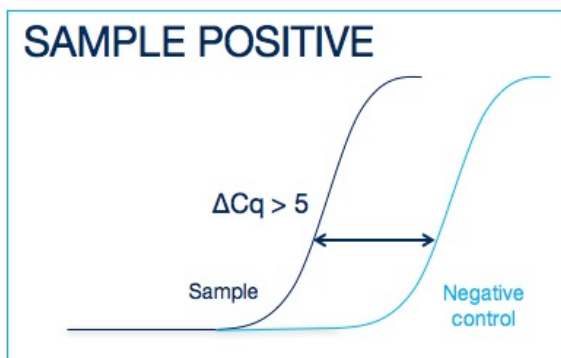 SAMPLE POSITIVE
ΔCq > 5
Sample
Negative
control